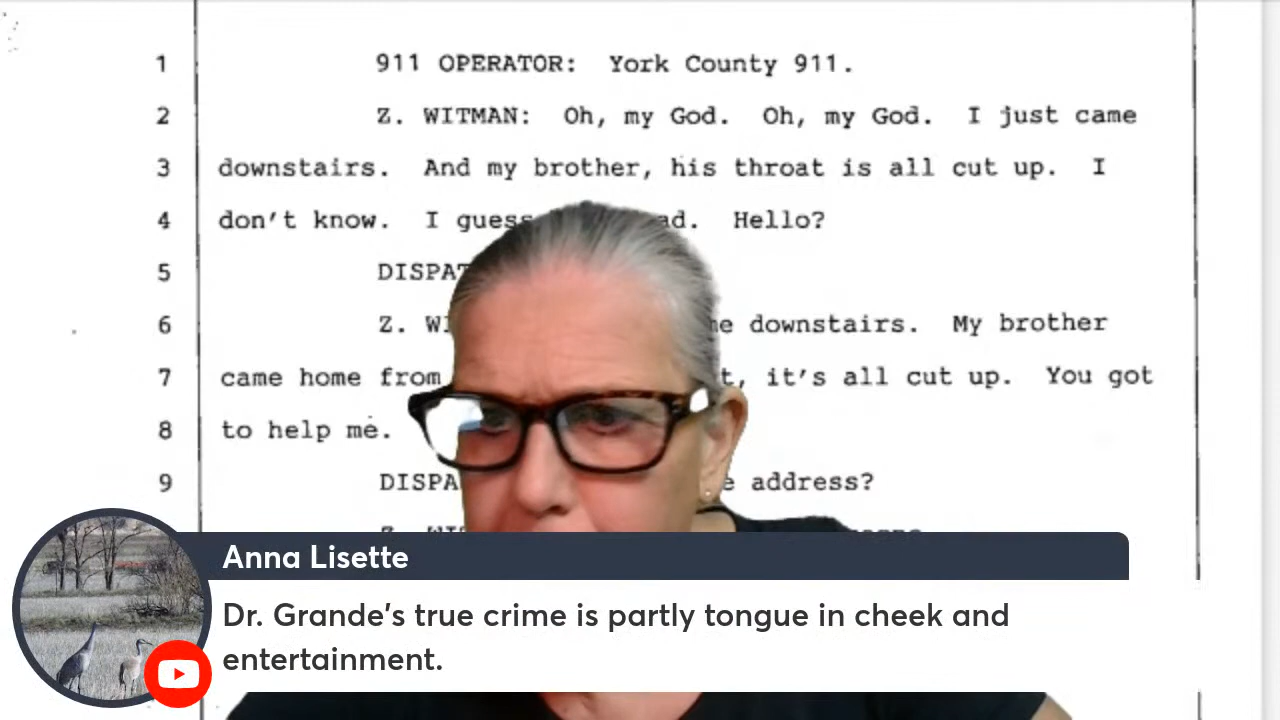 1 911 OPERATOR: York County 911.
2 Z. WITMAN: Oh, my God. Oh, my God. I just came
3 downstairs. And my brother, his throat is all cut up. I
4 don't know. I guess Hello?
5
6 Z. downstairs. My brother
7 came home from it's all cut up. You got
8 to help me.
9 address?
Z.
Anna Lisette
Dr. Grande's true crime is partly tongue in cheek and
entertainment.